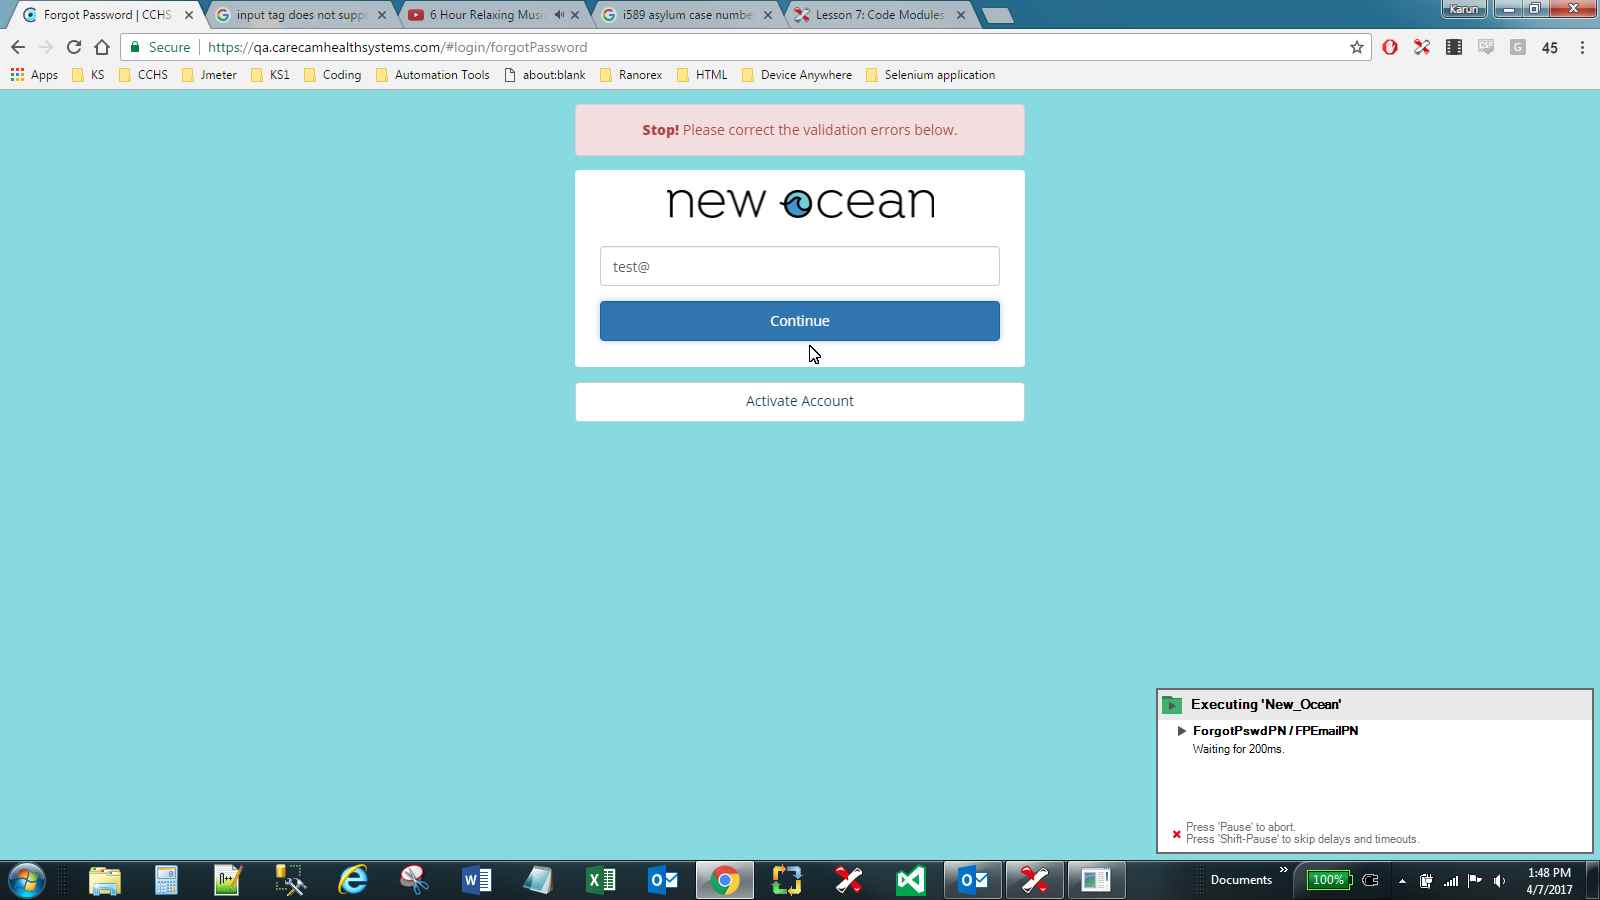 Forgot Password | CCHS
input tag does not supp
6 Hour Relaxing Musi
i589 asylum case numbe
Lesson 7: Code Modules
Karun
Secure https://qa.carecamhealthsystems.com/#login/forgotPassword
CSP
G
45
Apps KS CCHS Jmeter KS1 Coding Automation Tools about:blank Ranorex HTML Device Anywhere Selenium application
Stop! Please correct the validation errors below.
new ocean
test@
Continue
Activate Account
Executing 'New_Ocean'
ForgotPswdPN / FPEmailPN
Waiting for 200ms.
Press 'Pause' to abort.
Press 'Shift-Pause' to skip delays and timeouts.
Documents
100%
1:48 PM
4/7/2017